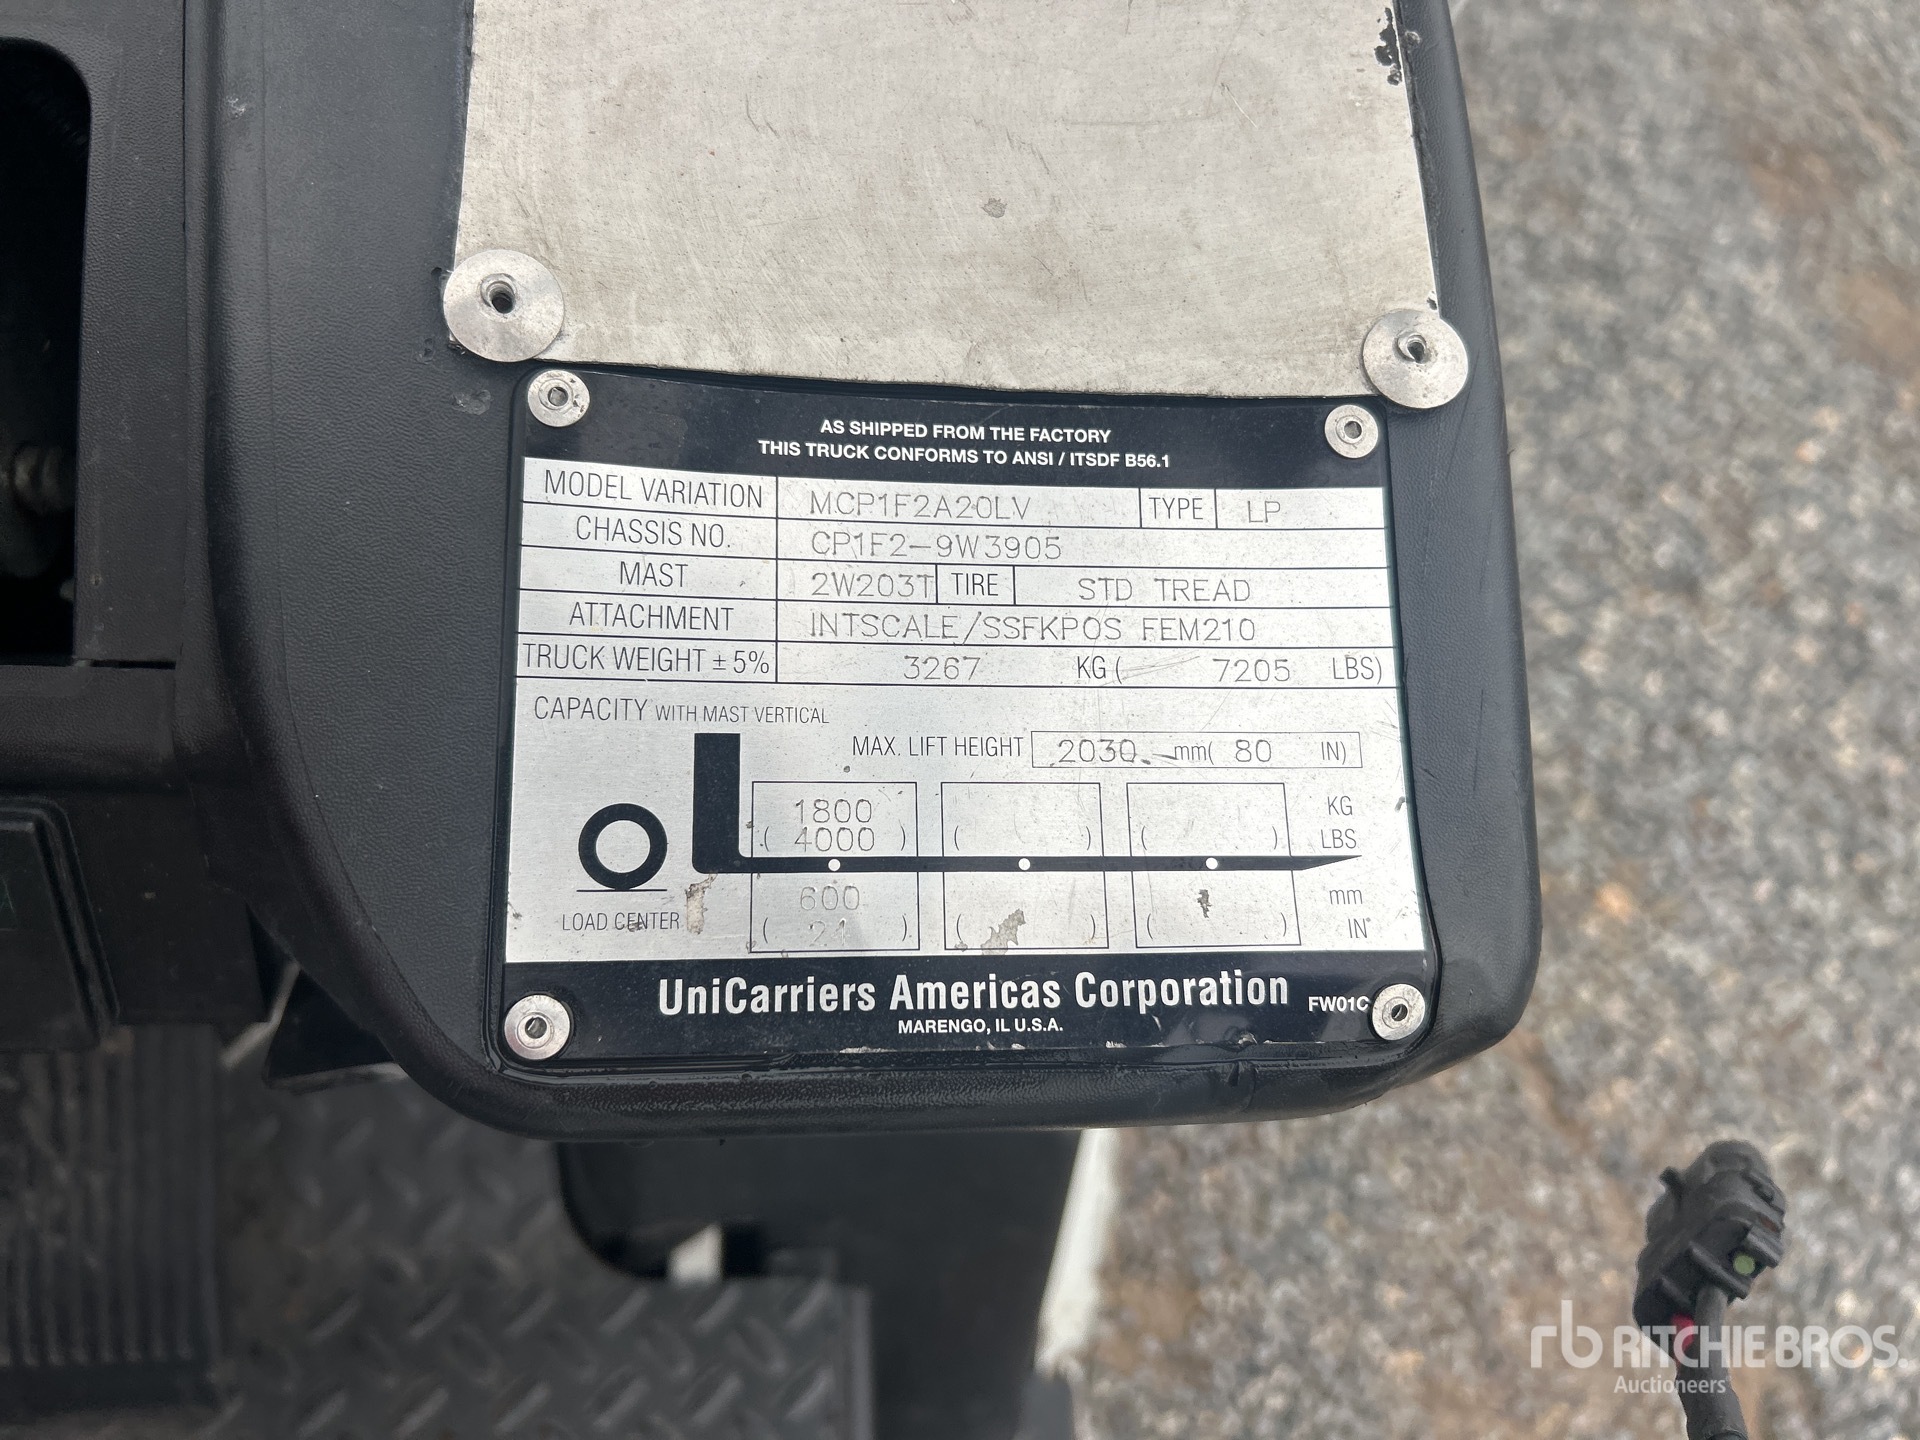 AS SHIPPED FROM THE FACTORY
THIS TRUCK CONFORMS TO ANSI / ITSDF B56.1
MODEL VARIATION MCP1F2A20LV TYPE LP
CHASSIS NO. CP1F2-9W3905
MAST 2W203T TIRE STD TREAD
ATTACHMENT INTSCALE/SSFKPOS FEM210
TRUCK WEIGHT ± 5% 3267 KG ( 7205 LBS)
CAPACITY WITH MAST VERTICAL
MAX. LIFT HEIGHT 2030 mm( 80 IN)
1800 KG
( 4000 ) ( ) ( ) LBS
600 mm
LOAD CENTER ( 24 ) ( ) ( ) IN
UniCarriers Americas Corporation FW01C
MARENGO, IL U.S.A.
rb RITCHIE BROS.
Auctioneers